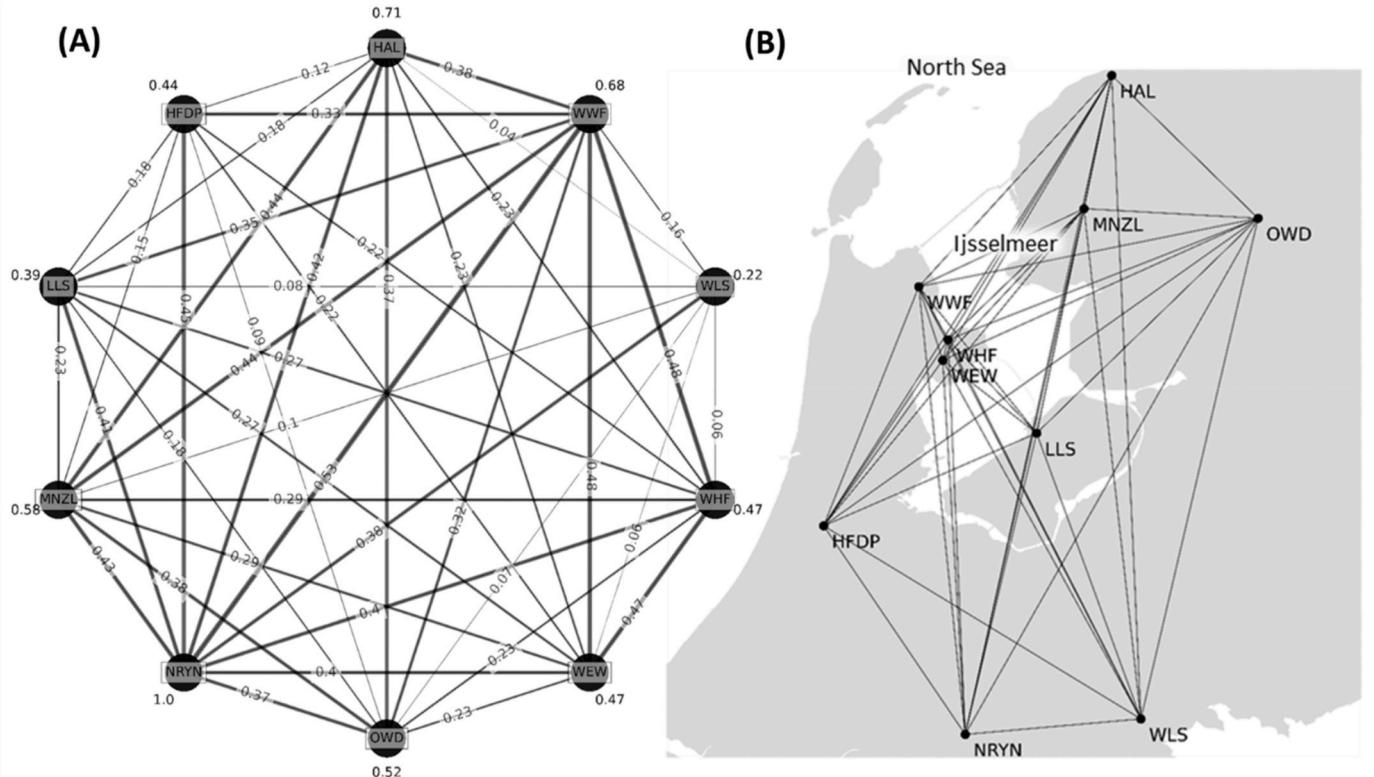 (A)
0.71
HAL
0.12
0.38
0.44
0.68
HFDP
0.33
WWF
0.18
0.04
0.18
0.44
0.23
0.16
0.35
0.15
0.22
0.42
0.23
0.39
LLS
0.08
0.37
WLS
0.22
0.45
0.22
0.09
0.23
0.44
0.27
0.48
0.41
0.27
0.1
0.06
0.18
0.53
0.48
0.58
MNZL
0.29
WHF
0.47
0.32
0.38
0.06
0.43
0.29
0.38
0.07
0.4
0.47
0.23
NRYN
0.4
WEW
1.0
0.37
0.23
0.47
OWD
0.52
(B)
North Sea
HAL
MNZL
OWD
Ijsselmeer
WWF
WHF
WEW
LLS
HFDP
WLS
NRYN